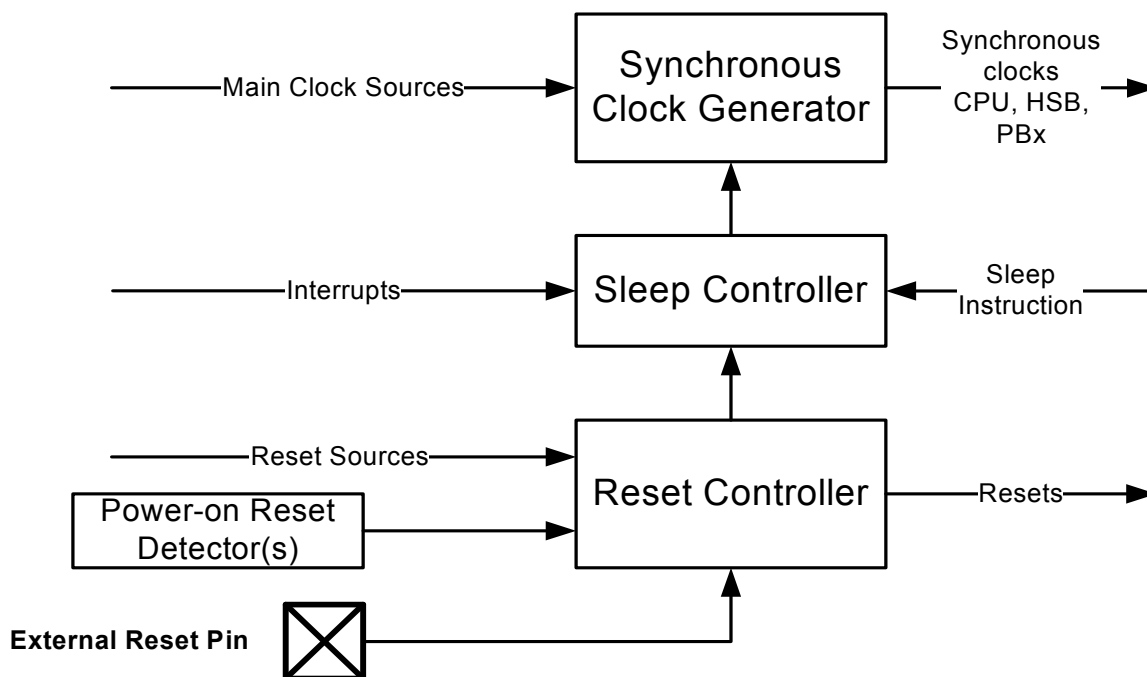 Main Clock Sources
Synchronous
Clock Generator
Synchronous
clocks
CPU, HSB,
PBx
Interrupts
Sleep Controller
Sleep
Instruction
Reset Sources
Power-on Reset
Detector(s)
Reset Controller
Resets
External Reset Pin